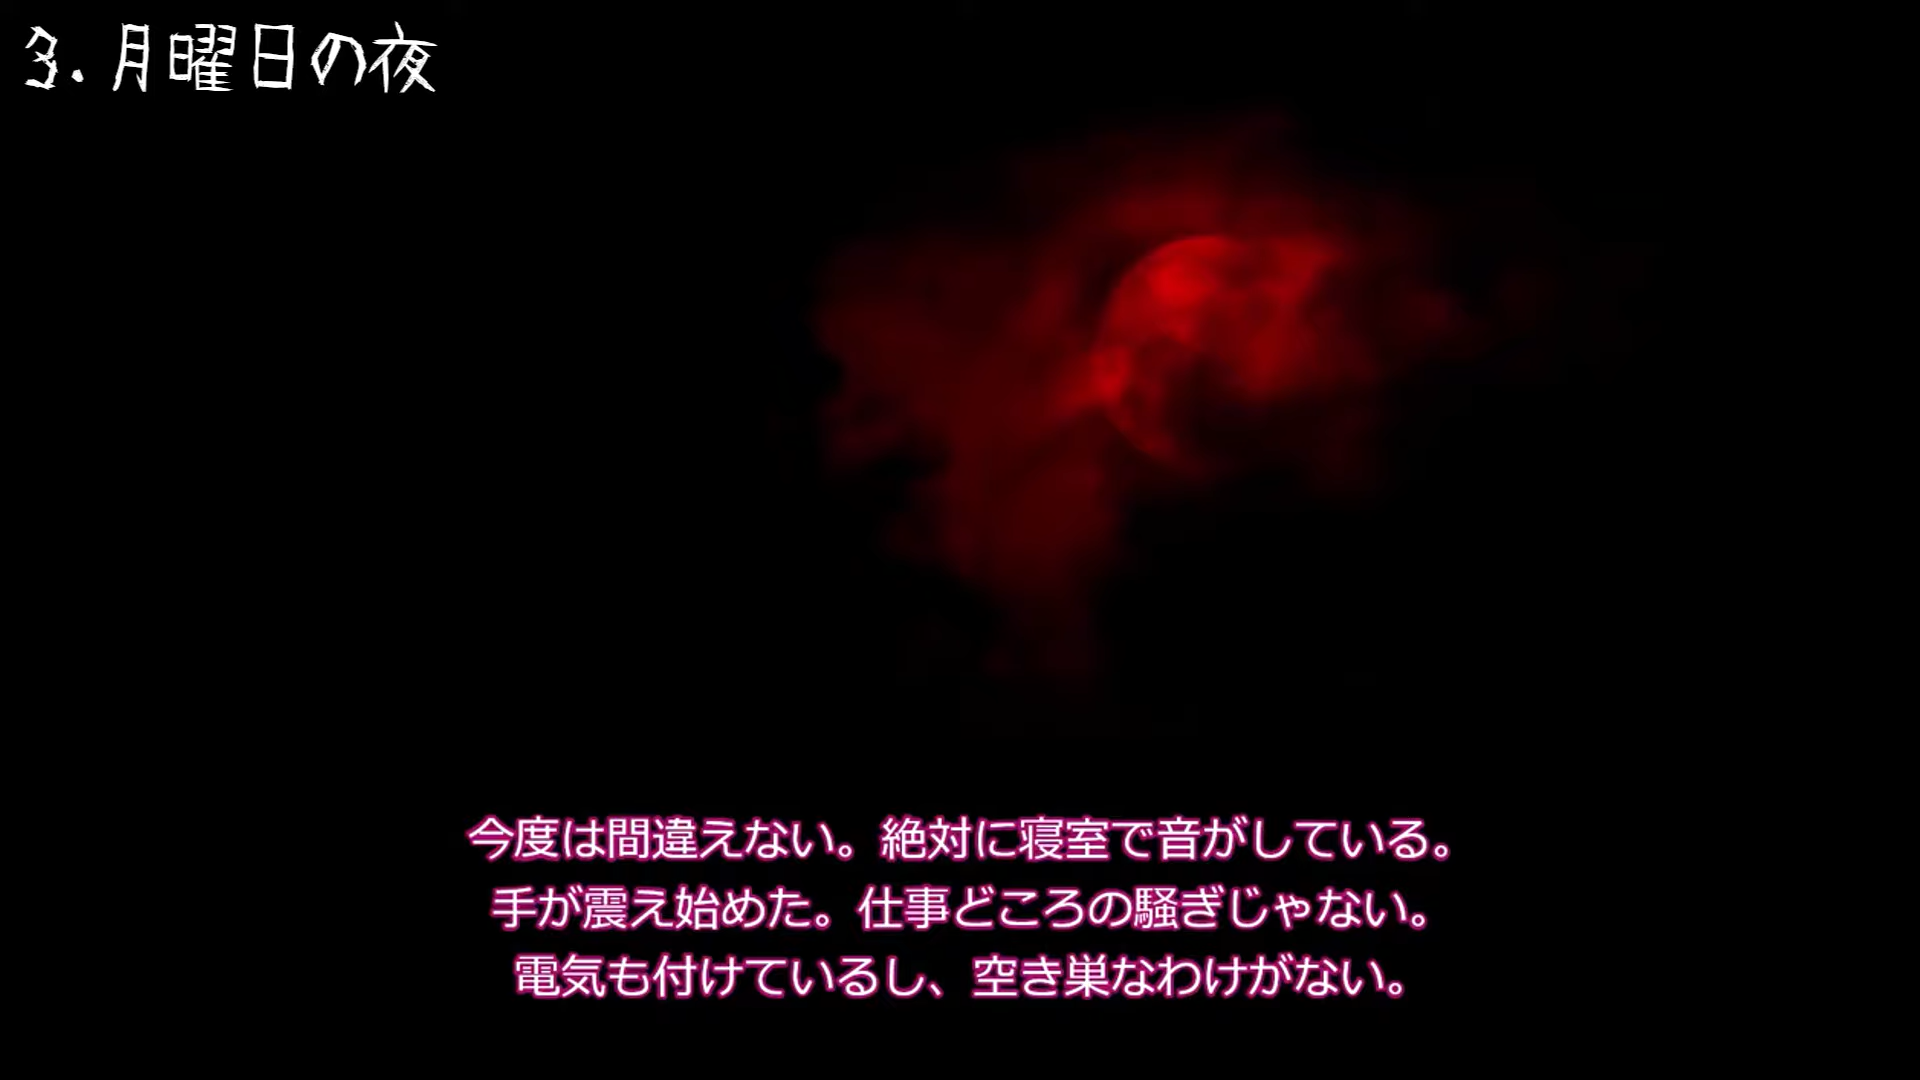 3.月曜日の夜
今度は間違えない。絶対に寝室で音がしている。
手が震え始めた。仕事どころの騒ぎじゃない。
電気も付けているし、空き巣なわけがない。